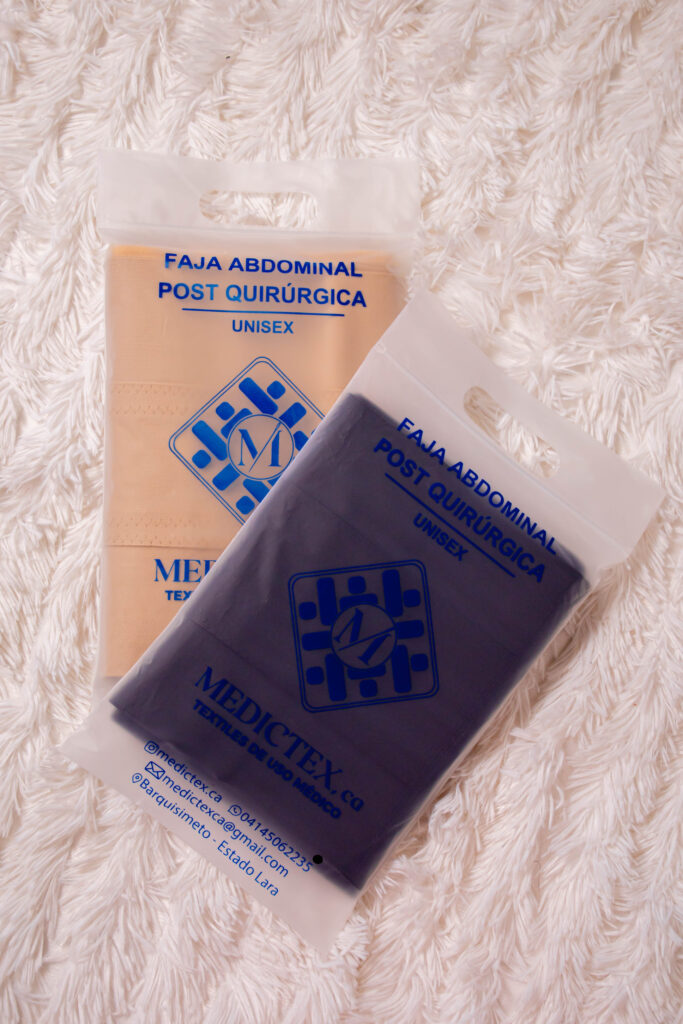 FAJA ABDOMINAL
POST QUIRÚRGICA
UNISEX
M
TEX
FAJA ABDOMINAL
POST QUIRÚRGICA
UNISEX
M
MEDICTEX.ca
TEXTILES DE USO MÉDICO
medictex.ca 04145062235
medictexca@gmail.com
Barquisimeto - Estado Lara